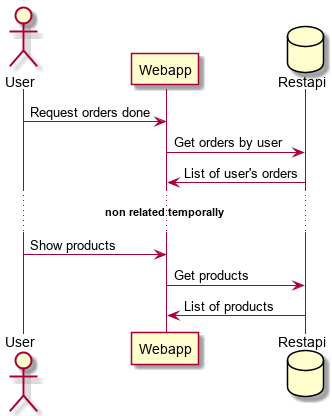 User
Webapp
Restapi
Request orders done
Get orders by user
List of user's orders
non related temporally
Show products
Get products
List of products
User
Webapp
Restapi